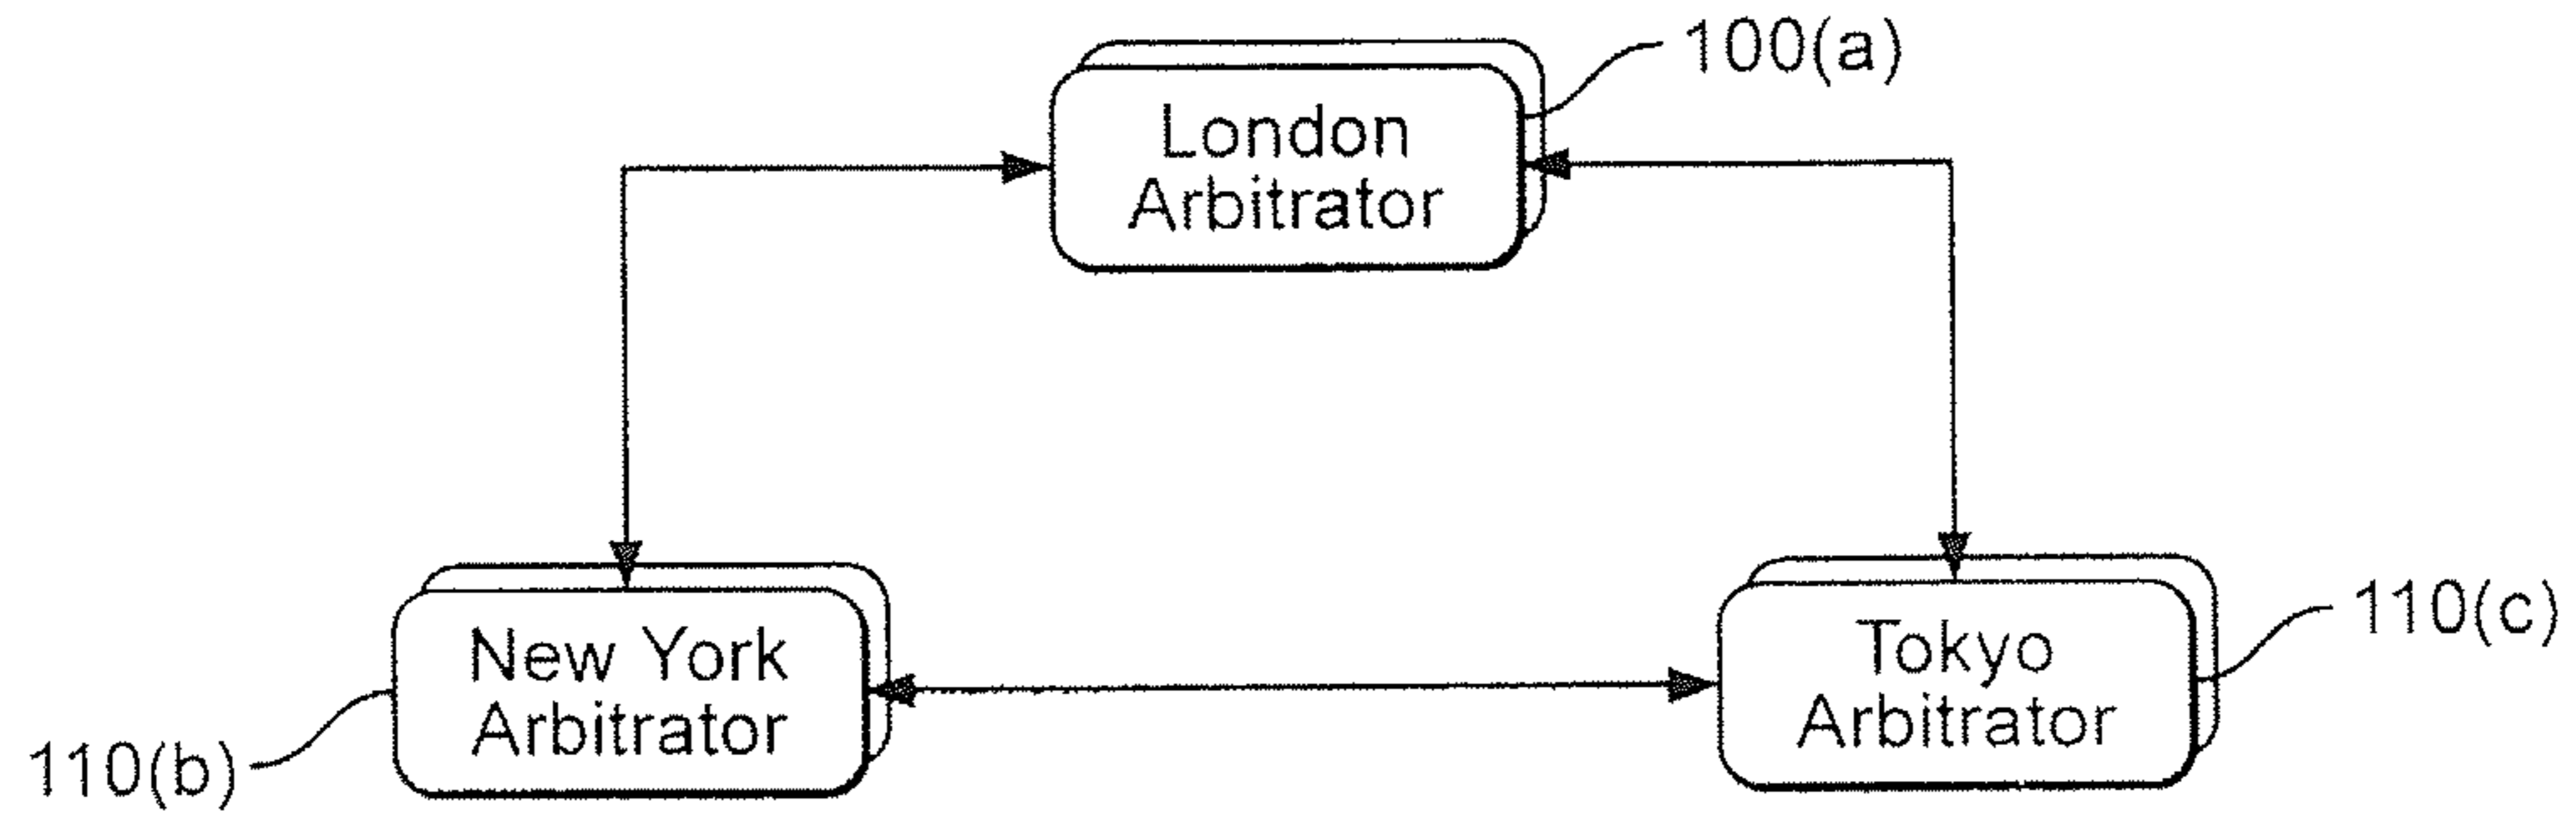 100(a)
London
Arbitrator
New York
Arbitrator
110(b)
Tokyo
Arbitrator
110(c)